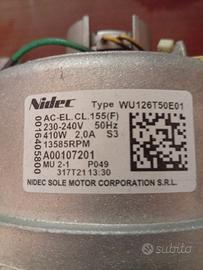 Nidec Type WU126T50E01
AC-EL.CL.155(F)
230-240V 50Hz
410W 2,0A S3
13585RPM
A00107201
MU 2-1 P049
317T21 13:30
NIDEC SOLE MOTOR CORPORATION S.R.L.
0016405800
subito